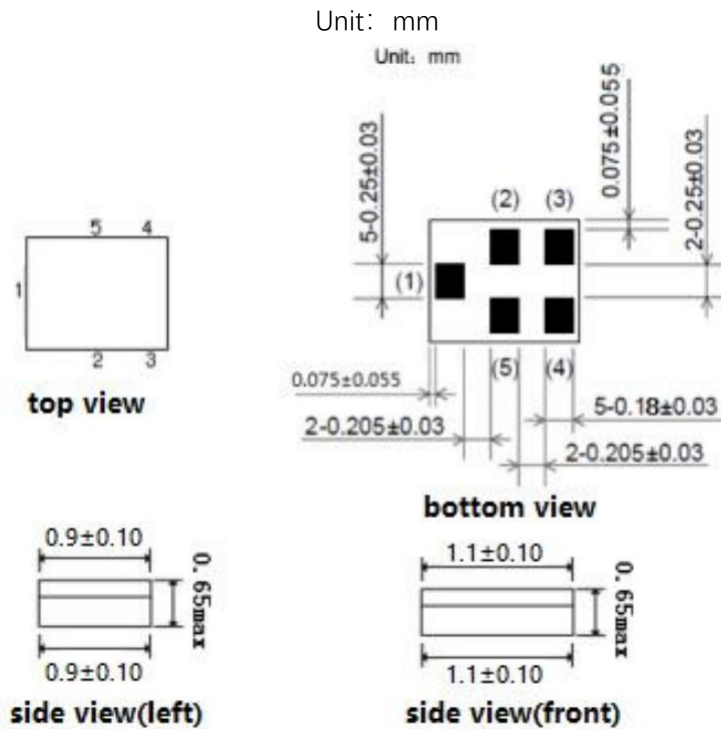 Unit: mm
Unit: mm
5-0.25±0.03
0.075±0.055
2-0.25±0.03
(2) (3)
(1)
(5) (4)
5 4
1
2 3
top view
0.075±0.055
2-0.205±0.03
5-0.18±0.03
2-0.205±0.03
bottom view
0.9±0.10
0.65max
0.9±0.10
side view(left)
1.1±0.10
0.65max
1.1±0.10
side view(front)